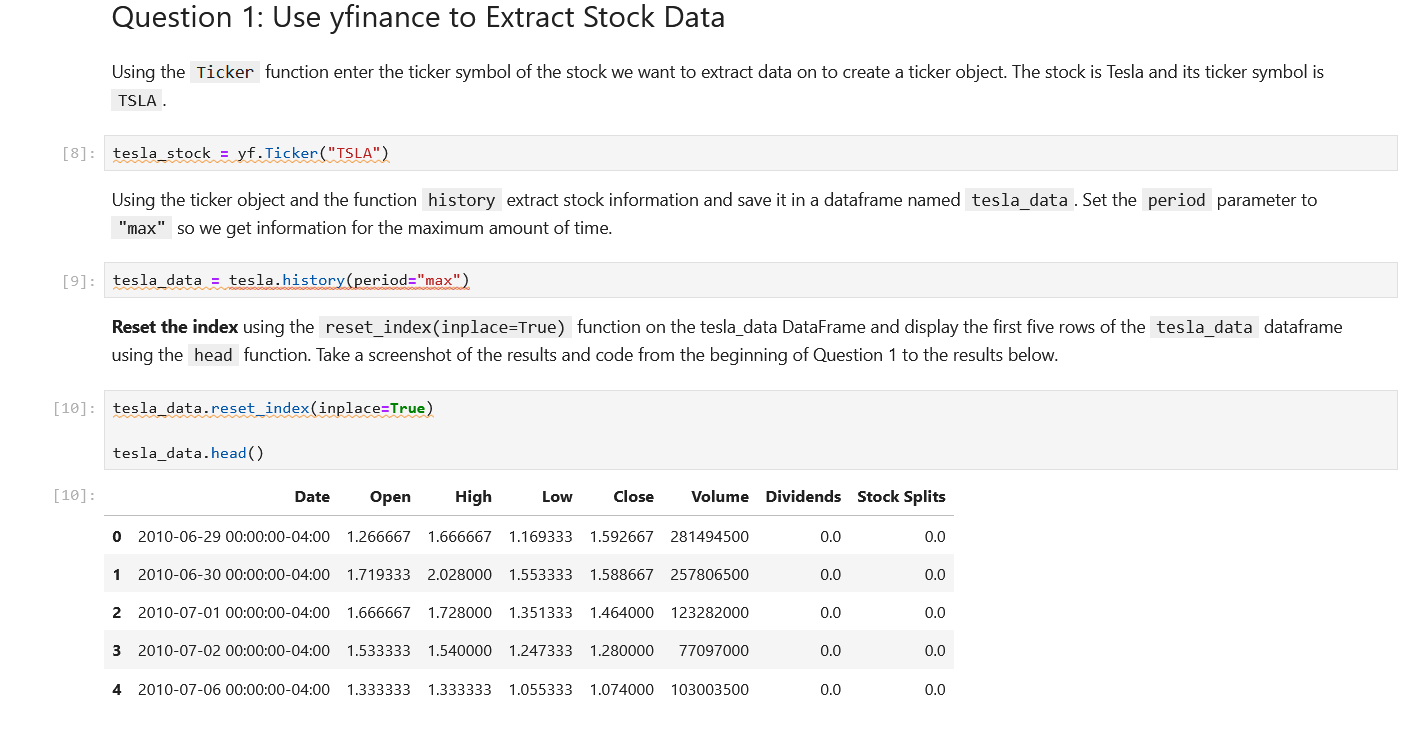 Question 1: Use yfinance to Extract Stock Data
Using the Ticker function enter the ticker symbol of the stock we want to extract data on to create a ticker object. The stock is Tesla and its ticker symbol is
TSLA .
[8]: tesla_stock = yf.Ticker("TSLA")
Using the ticker object and the function history extract stock information and save it in a dataframe named tesla_data . Set the period parameter to
"max" so we get information for the maximum amount of time.
[9]: tesla_data = tesla.history(period="max")
Reset the index using the reset_index(inplace=True) function on the tesla_data DataFrame and display the first five rows of the tesla_data dataframe
using the head function. Take a screenshot of the results and code from the beginning of Question 1 to the results below.
[10]: tesla_data.reset_index(inplace=True)
tesla_data.head()
[10]: Date Open High Low Close Volume Dividends Stock Splits
0 2010-06-29 00:00:00-04:00 1.266667 1.666667 1.169333 1.592667 281494500 0.0 0.0
1 2010-06-30 00:00:00-04:00 1.719333 2.028000 1.553333 1.588667 257806500 0.0 0.0
2 2010-07-01 00:00:00-04:00 1.666667 1.728000 1.351333 1.464000 123282000 0.0 0.0
3 2010-07-02 00:00:00-04:00 1.533333 1.540000 1.247333 1.280000 77097000 0.0 0.0
4 2010-07-06 00:00:00-04:00 1.333333 1.333333 1.055333 1.074000 103003500 0.0 0.0